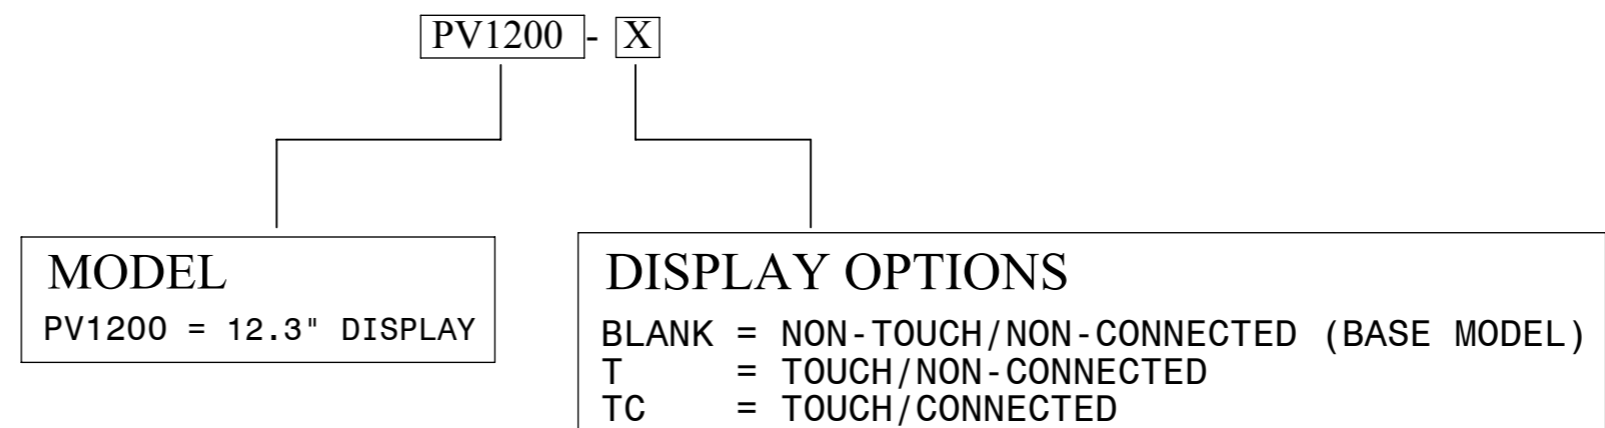 PV1200 - X
MODEL
PV1200 = 12.3" DISPLAY
DISPLAY OPTIONS
BLANK = NON-TOUCH/NON-CONNECTED (BASE MODEL)
T = TOUCH/NON-CONNECTED
TC = TOUCH/CONNECTED